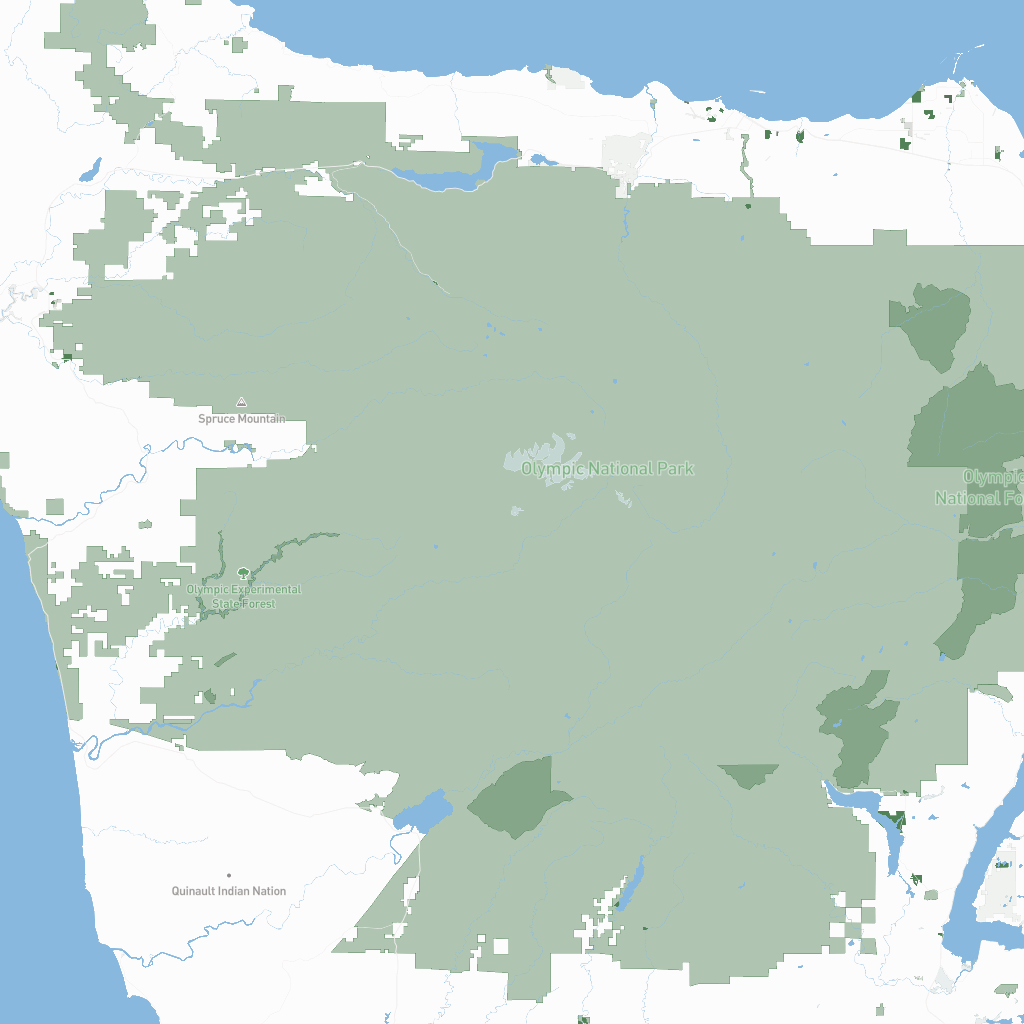 Spruce Mountain
Olympic National Park
Olympic
National Fo
Olympic Experimental
State Forest
Quinault Indian Nation